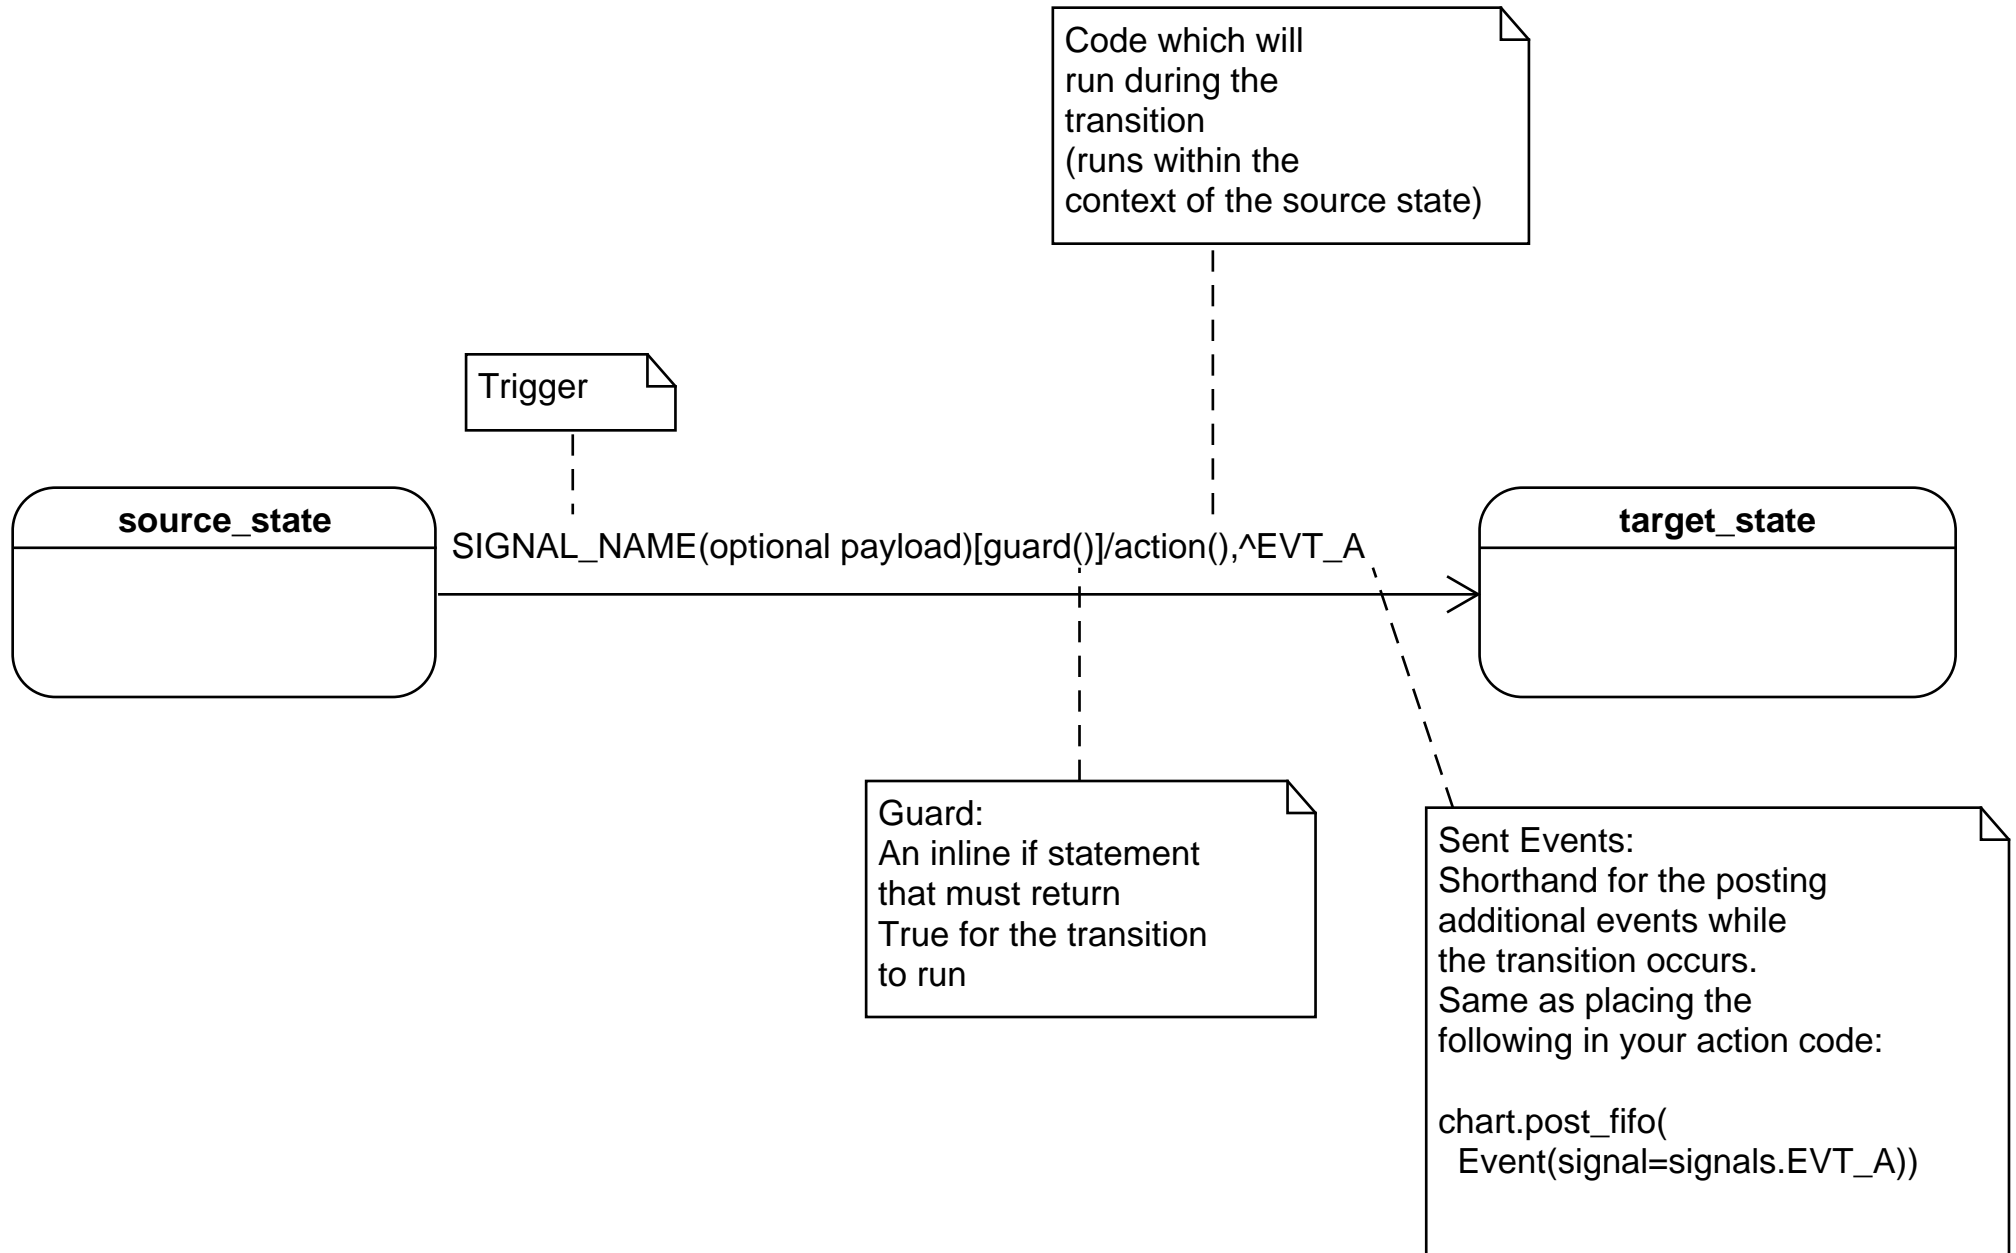 Code which will
run during the
transition
(runs within the
context of the source state)
Trigger
source_state
SIGNAL_NAME(optional payload)[guard()]/action(),^EVT_A
target_state
Guard:
An inline if statement
that must return
True for the transition
to run
Sent Events:
Shorthand for the posting
additional events while
the transition occurs.
Same as placing the
following in your action code:
chart.post_fifo(
Event(signal=signals.EVT_A))